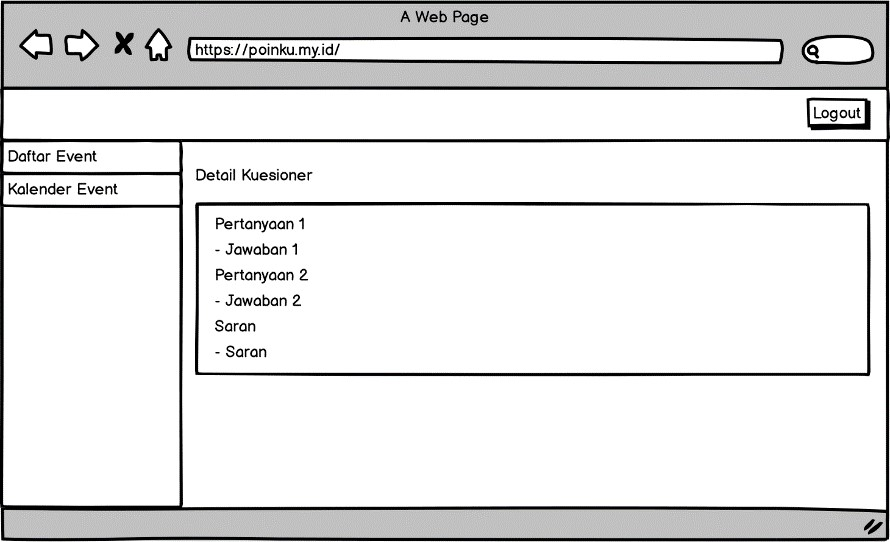 A Web Page
https://poinku.my.id/
Logout
Daftar Event
Kalender Event
Detail Kuesioner
Pertanyaan 1
- Jawaban 1
Pertanyaan 2
- Jawaban 2
Saran
- Saran